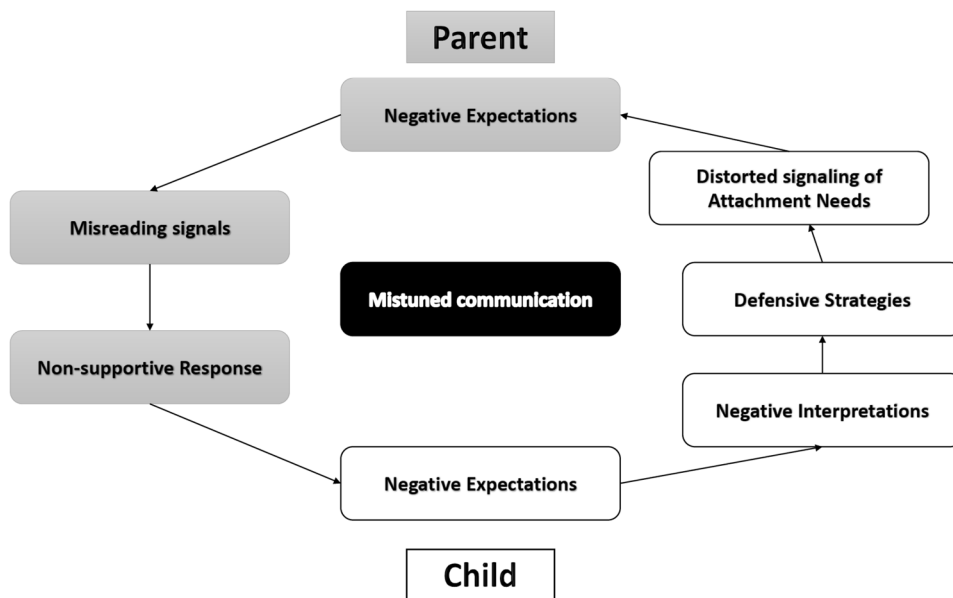 Parent
Negative Expectations
Distorted signaling of
Attachment Needs
Misreading signals
Mistuned communication
Defensive Strategies
Non-supportive Response
Negative Interpretations
Negative Expectations
Child